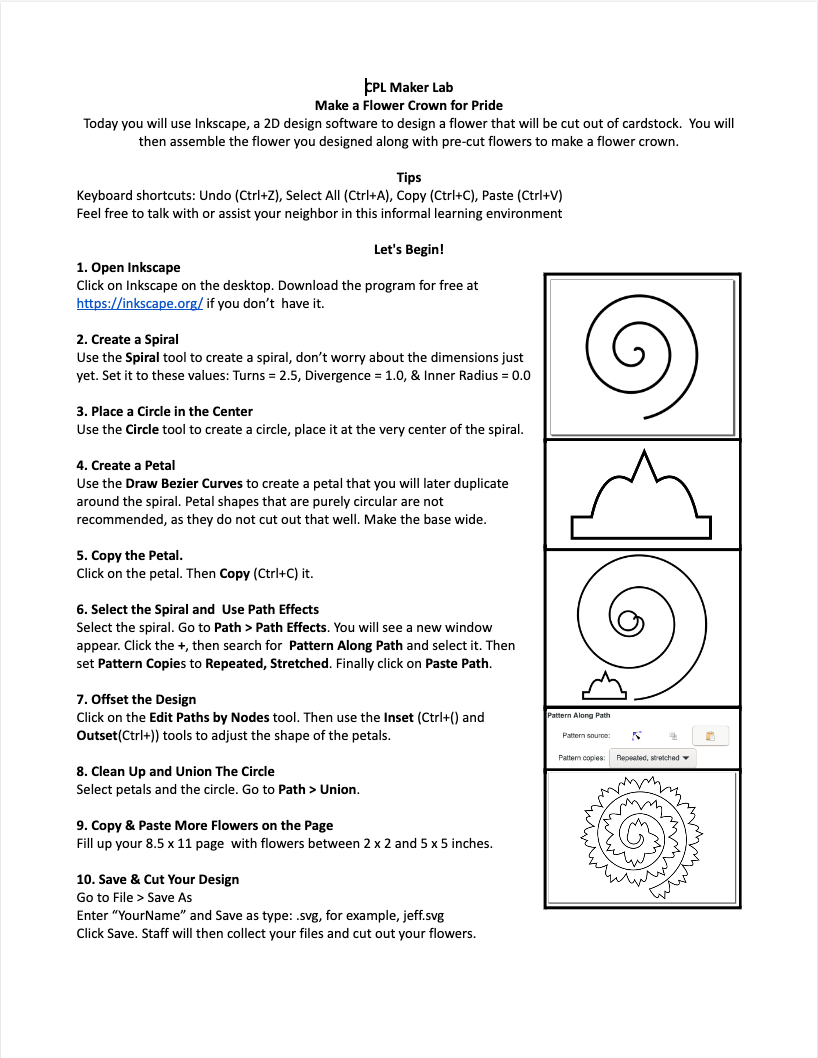 CPL Maker Lab
Make a Flower Crown for Pride
Today you will use Inkscape, a 2D design software to design a flower that will be cut out of cardstock.  You will
then assemble the flower you designed along with pre-cut flowers to make a flower crown.
Tips
Keyboard shortcuts: Undo (Ctrl+Z), Select All (Ctrl+A), Copy (Ctrl+C), Paste (Ctrl+V)
Feel free to talk with or assist your neighbor in this informal learning environment
Let's Begin!
1. Open Inkscape
Click on Inkscape on the desktop. Download the program for free at
https://inkscape.org/ if you don’t  have it.
2. Create a Spiral
Use the Spiral tool to create a spiral, don’t worry about the dimensions just
yet. Set it to these values: Turns = 2.5, Divergence = 1.0, & Inner Radius = 0.0
3. Place a Circle in the Center
Use the Circle tool to create a circle, place it at the very center of the spiral.
4. Create a Petal
Use the Draw Bezier Curves to create a petal that you will later duplicate
around the spiral. Petal shapes that are purely circular are not
recommended, as they do not cut out that well. Make the base wide.
5. Copy the Petal.
Click on the petal. Then Copy (Ctrl+C) it.
6. Select the Spiral and  Use Path Effects
Select the spiral. Go to Path > Path Effects. You will see a new window
appear. Click the +, then search for  Pattern Along Path and select it. Then
set Pattern Copies to Repeated, Stretched. Finally click on Paste Path.
7. Offset the Design
Click on the Edit Paths by Nodes tool. Then use the Inset (Ctrl+() and
Outset(Ctrl+)) tools to adjust the shape of the petals.
8. Clean Up and Union The Circle
Select petals and the circle. Go to Path > Union.
9. Copy & Paste More Flowers on the Page
Fill up your 8.5 x 11 page  with flowers between 2 x 2 and 5 x 5 inches.
10. Save & Cut Your Design
Go to File > Save As
Enter “YourName” and Save as type: .svg, for example, jeff.svg
Click Save. Staff will then collect your files and cut out your flowers.
Pattern Along Path
Pattern source:
Pattern copies: Repeated, stretched